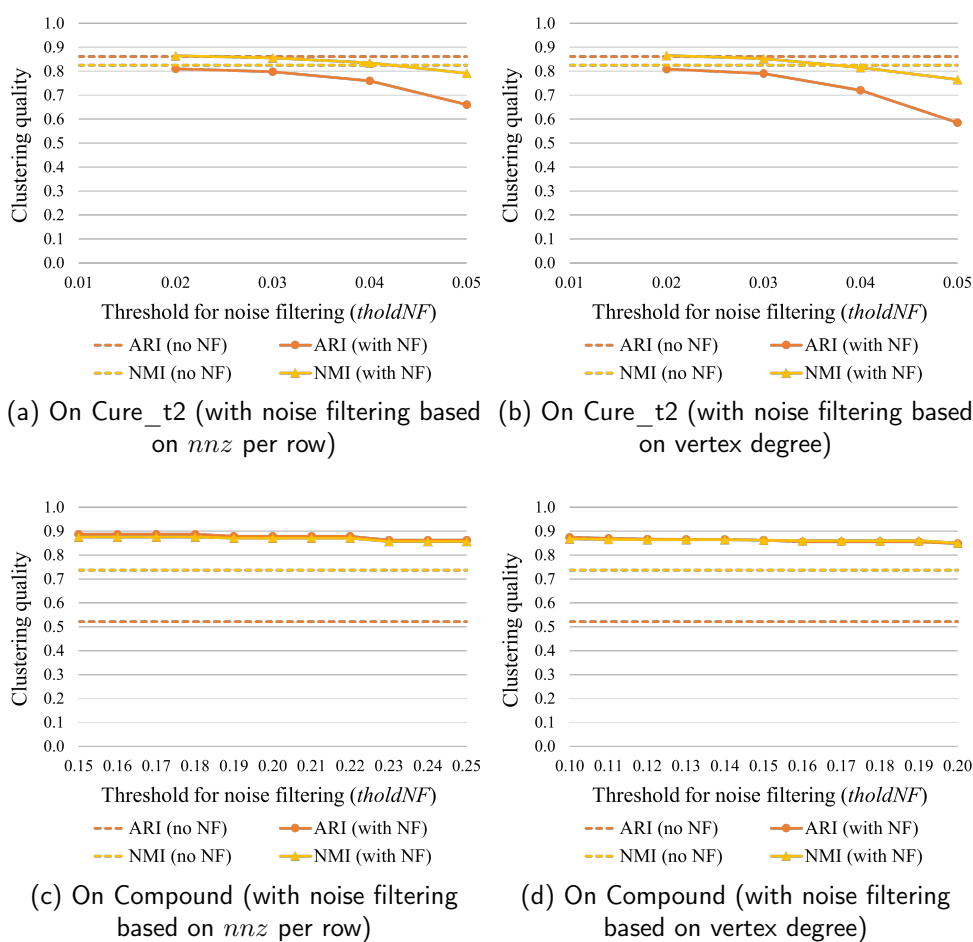 1.0
0.9
0.8
0.7
0.6
0.5
0.4
0.3
0.2
0.1
0.0
Clustering quality
0.01 0.02 0.03 0.04 0.05
Threshold for noise filtering (tholdNF)
ARI (no NF) ARI (with NF)
NMI (no NF) NMI (with NF)
(a) On Cure_t2 (with noise filtering based
on nnz per row)
1.0
0.9
0.8
0.7
0.6
0.5
0.4
0.3
0.2
0.1
0.0
Clustering quality
0.01 0.02 0.03 0.04 0.05
Threshold for noise filtering (tholdNF)
ARI (no NF) ARI (with NF)
NMI (no NF) NMI (with NF)
(b) On Cure_t2 (with noise filtering based
on vertex degree)
1.0
0.9
0.8
0.7
0.6
0.5
0.4
0.3
0.2
0.1
0.0
Clustering quality
0.15 0.16 0.17 0.18 0.19 0.20 0.21 0.22 0.23 0.24 0.25
Threshold for noise filtering (tholdNF)
ARI (no NF) ARI (with NF)
NMI (no NF) NMI (with NF)
(c) On Compound (with noise filtering
based on nnz per row)
1.0
0.9
0.8
0.7
0.6
0.5
0.4
0.3
0.2
0.1
0.0
Clustering quality
0.10 0.11 0.12 0.13 0.14 0.15 0.16 0.17 0.18 0.19 0.20
Threshold for noise filtering (tholdNF)
ARI (no NF) ARI (with NF)
NMI (no NF) NMI (with NF)
(d) On Compound (with noise filtering
based on vertex degree)